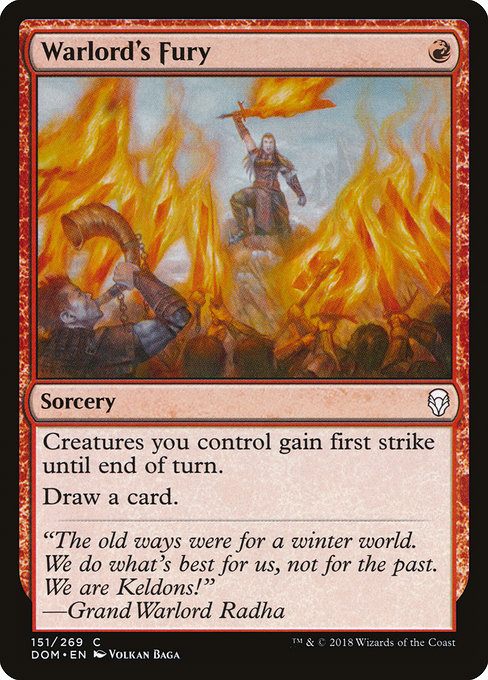 Warlord's Fury
Sorcery
Creatures you control gain first strike
until end of turn.
Draw a card.
“The old ways were for a winter world.
We do what’s best for us, not for the past.
We are Keldons!”
—Grand Warlord Radha
151/269 C
DOM • EN Volkan Baga
™ & © 2018 Wizards of the Coast